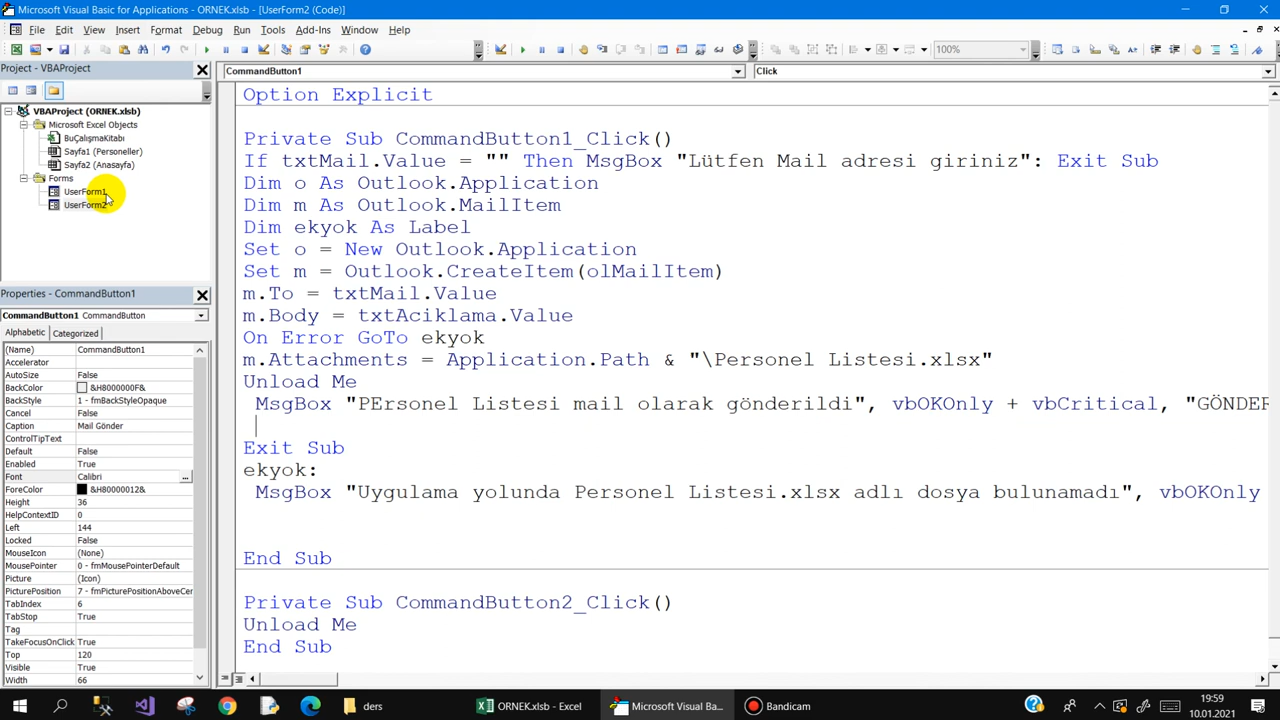 Microsoft Visual Basic for Applications - ORNEK.xlsb - [UserForm2 (Code)]
File Edit View Insert Format Debug Run Tools Add-Ins Window Help
100%
Project - VBAProject
CommandButton1
Click
VBAProject (ORNEK.xlsb)
Microsoft Excel Objects
BuÇalışmaKitabı
Sayfa1 (Personeller)
Sayfa2 (Anasayfa)
Forms
UserForm1
UserForm2
Properties - CommandButton1
CommandButton1 CommandButton
Alphabetic Categorized
(Name) CommandButton1
Accelerator
AutoSize False
BackColor &H8000000F&
BackStyle 1 - fmBackStyleOpaque
Cancel False
Caption Mail Gönder
ControlTipText
Default False
Enabled True
Font Calibri
ForeColor &H80000012&
Height 36
HelpContextID 0
Left 144
Locked False
MouseIcon (None)
MousePointer 0 - fmMousePointerDefault
Picture (Icon)
PicturePosition 7 - fmPicturePositionAboveCer
TabIndex 6
TabStop True
Tag
TakeFocusOnClick True
Top 120
Visible True
Width 66
Option Explicit
Private Sub CommandButton1_Click()
If txtMail.Value = "" Then MsgBox "Lütfen Mail adresi giriniz": Exit Sub
Dim o As Outlook.Application
Dim m As Outlook.MailItem
Dim ekyok As Label
Set o = New Outlook.Application
Set m = Outlook.CreateItem(olMailItem)
m.To = txtMail.Value
m.Body = txtAciklama.Value
On Error GoTo ekyok
m.Attachments = Application.Path & "\Personel Listesi.xlsx"
Unload Me
MsgBox "PErsonel Listesi mail olarak gönderildi", vbOKOnly + vbCritical, "GÖNDER
Exit Sub
ekyok:
MsgBox "Uygulama yolunda Personel Listesi.xlsx adlı dosya bulunamadı", vbOKOnly
End Sub
Private Sub CommandButton2_Click()
Unload Me
End Sub
ders
ORNEK.xlsb - Excel
Microsoft Visual Ba...
Bandicam
19:59
10.01.2021